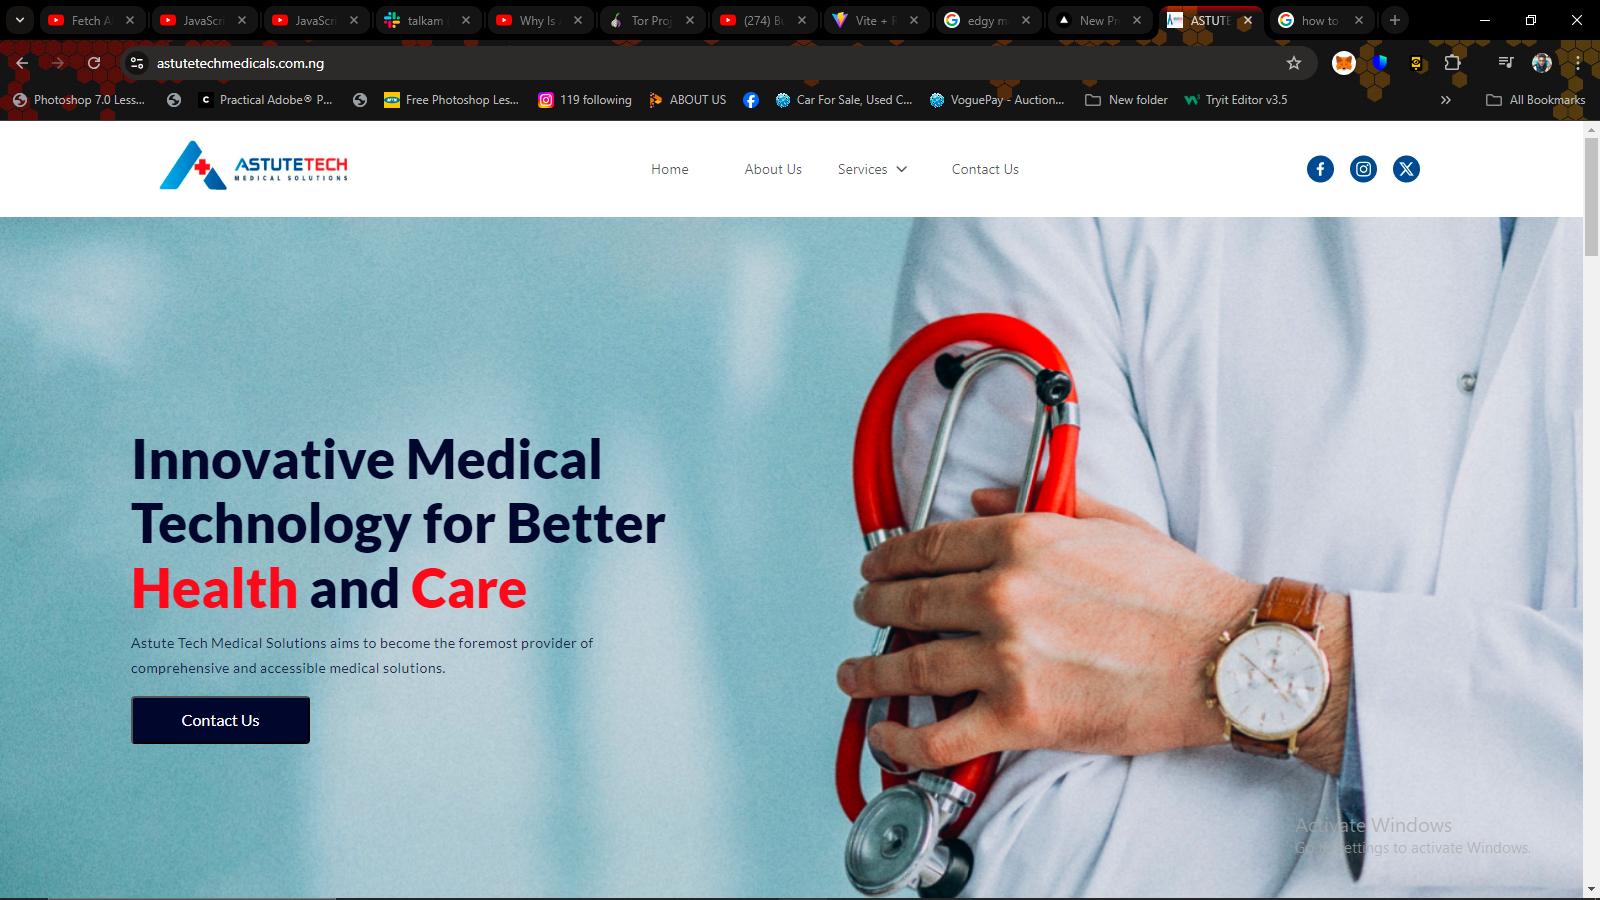 Fetch A
JavaScri
JavaScri
talkam
Why Is
Tor Proj
(274) Bu
Vite + R
edgy m
New Pr
ASTUTE
how to
astutetechmedicals.com.ng
Photoshop 7.0 Less...
Practical Adobe® P...
Free Photoshop Les...
119 following
ABOUT US
Car For Sale, Used C...
VoguePay - Auction...
New folder
Tryit Editor v3.5
All Bookmarks
ASTUTETECH
MEDICAL SOLUTIONS
Home
About Us
Services
Contact Us
Innovative Medical
Technology for Better
Health and Care
Astute Tech Medical Solutions aims to become the foremost provider of
comprehensive and accessible medical solutions.
Contact Us
Activate Windows
Go to Settings to activate Windows.